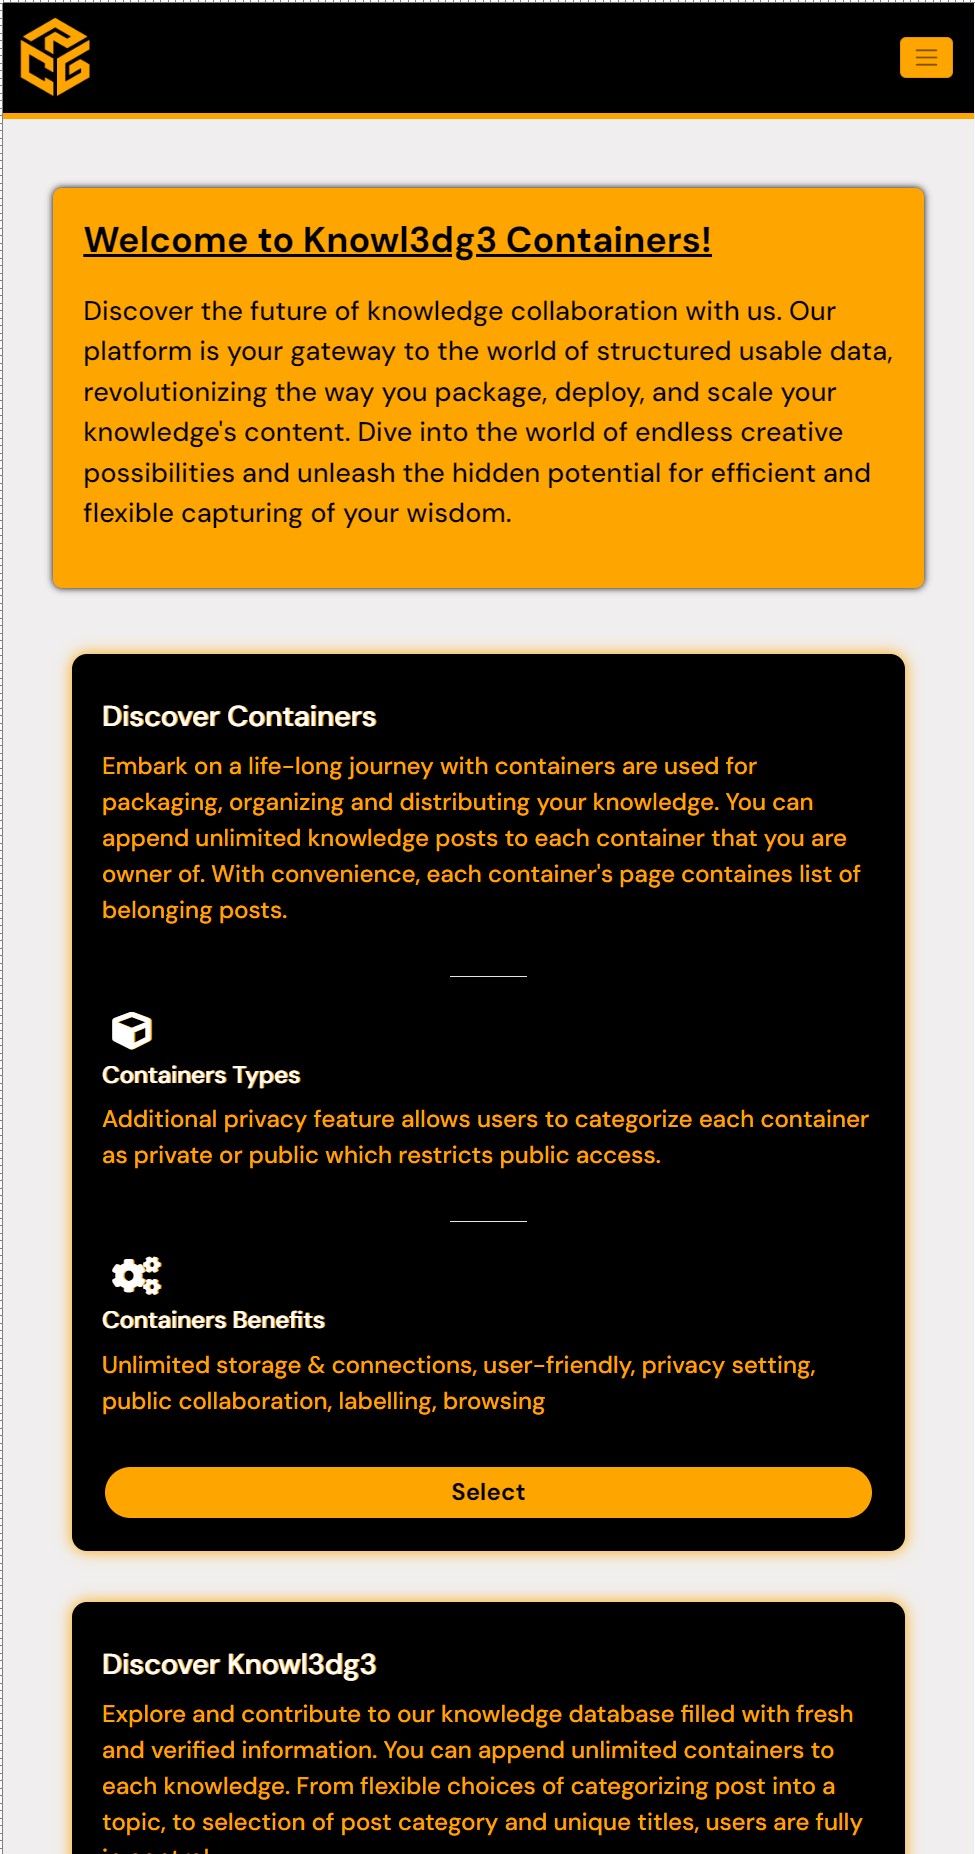 Welcome to Knowl3dg3 Containers!
Discover the future of knowledge collaboration with us. Our
platform is your gateway to the world of structured usable data,
revolutionizing the way you package, deploy, and scale your
knowledge's content. Dive into the world of endless creative
possibilities and unleash the hidden potential for efficient and
flexible capturing of your wisdom.
Discover Containers
Embark on a life-long journey with containers are used for
packaging, organizing and distributing your knowledge. You can
append unlimited knowledge posts to each container that you are
owner of. With convenience, each container's page containes list of
belonging posts.
Containers Types
Additional privacy feature allows users to categorize each container
as private or public which restricts public access.
Containers Benefits
Unlimited storage & connections, user-friendly, privacy setting,
public collaboration, labelling, browsing
Select
Discover Knowl3dg3
Explore and contribute to our knowledge database filled with fresh
and verified information. You can append unlimited containers to
each knowledge. From flexible choices of categorizing post into a
topic, to selection of post category and unique titles, users are fully